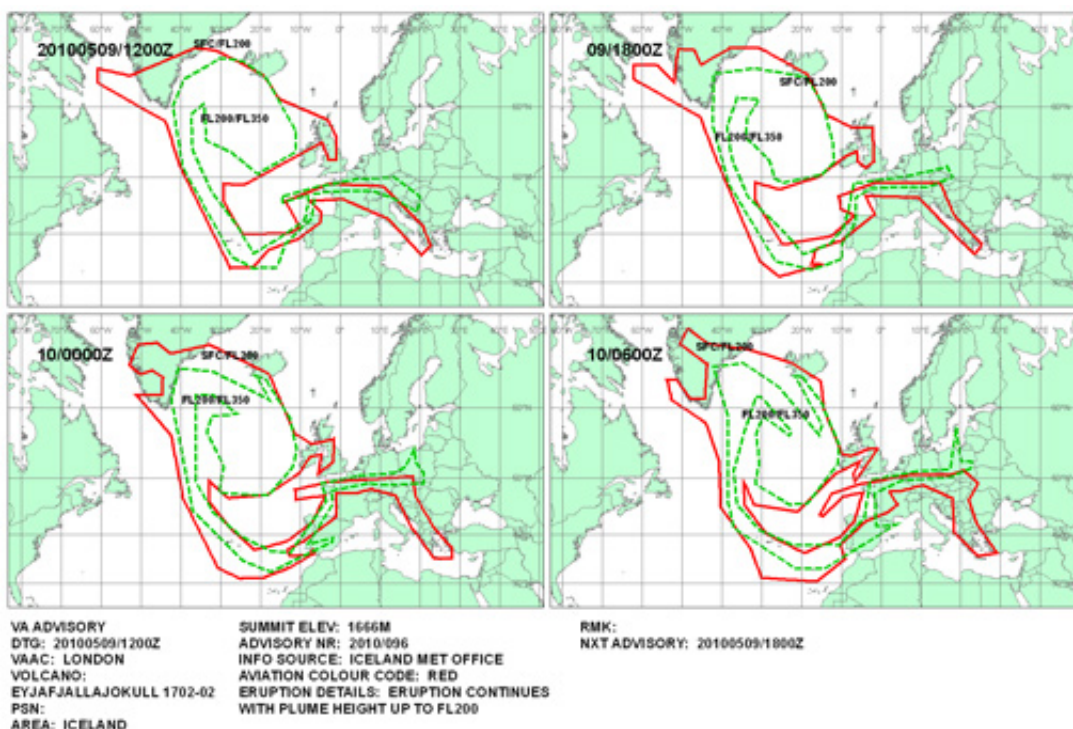 20100509/1200Z
SFC/FL200
FL200/FL350
09/1800Z
SFC/FL200
FL200/FL350
10/0000Z
SFC/FL200
FL200/FL350
10/0600Z
SFC/FL200
FL200/FL350
VA ADVISORY
DTG: 20100509/1200Z
VAAC: LONDON
VOLCANO:
EYJAFJALLAJOKULL 1702-02
PSN:
AREA: ICELAND
SUMMIT ELEV: 1666M
ADVISORY NR: 2010/096
INFO SOURCE: ICELAND MET OFFICE
AVIATION COLOUR CODE: RED
ERUPTION DETAILS: ERUPTION CONTINUES
WITH PLUME HEIGHT UP TO FL200
RMK:
NXT ADVISORY: 20100509/1800Z